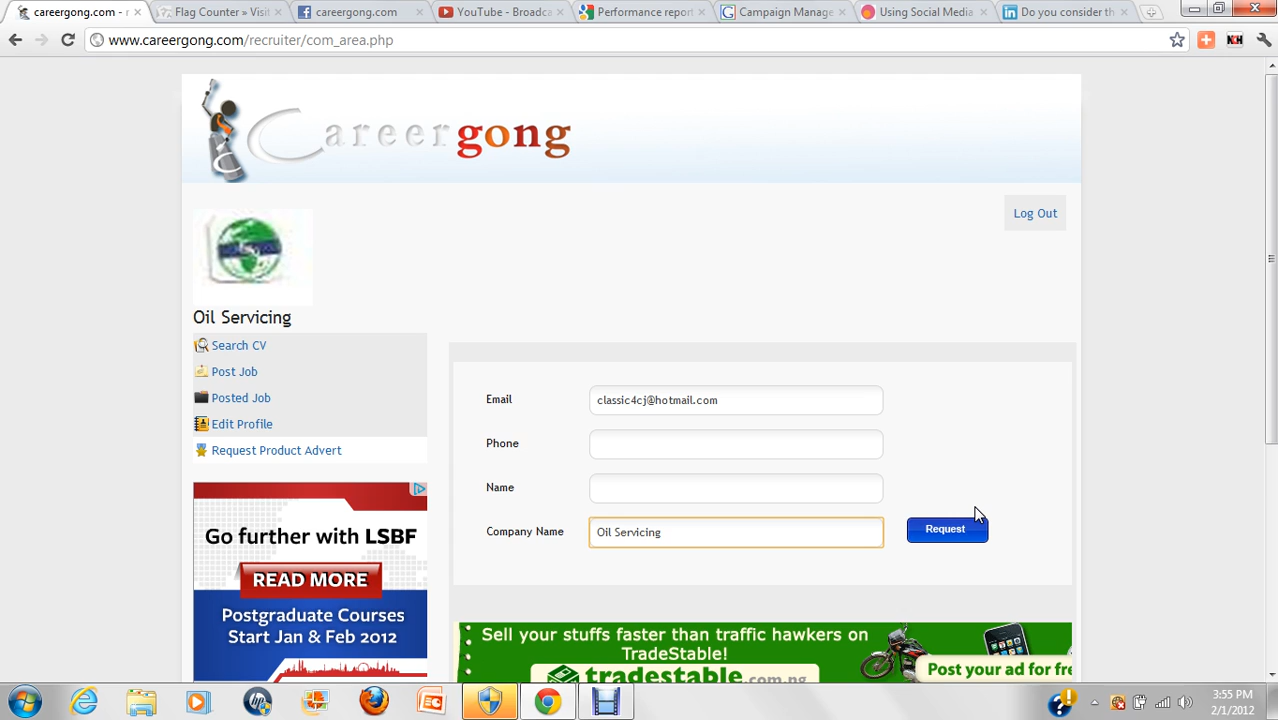 careergong.com - r
Flag Counter » Visit
careergong.com
YouTube - Broadca
Performance report
Campaign Manage
Using Social Media
Do you consider th
www.careergong.com/recruiter/com_area.php
Careergong
Log Out
Oil Servicing
Search CV
Post Job
Posted Job
Edit Profile
Request Product Advert
Email
classic4cj@hotmail.com
Phone
Name
Company Name
Oil Servicing
Request
Go further with LSBF
READ MORE
Postgraduate Courses
Start Jan & Feb 2012
Sell your stuffs faster than traffic hawkers on
TradeStable!
tradestable.com.ng
Post your ad for fre
3:55 PM
2/1/2012